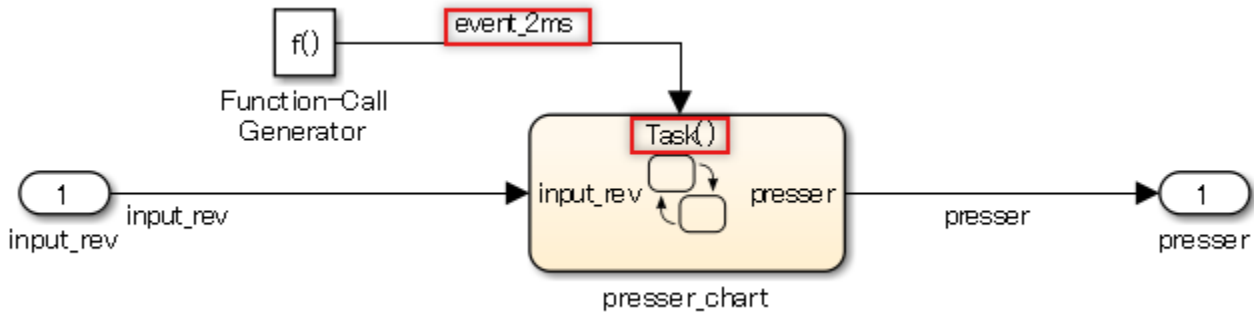 event_2ms
f()
Function-Call
Generator
Task()
1
input_rev
input_rev
input_rev
presser
presser
1
presser
presser_chart